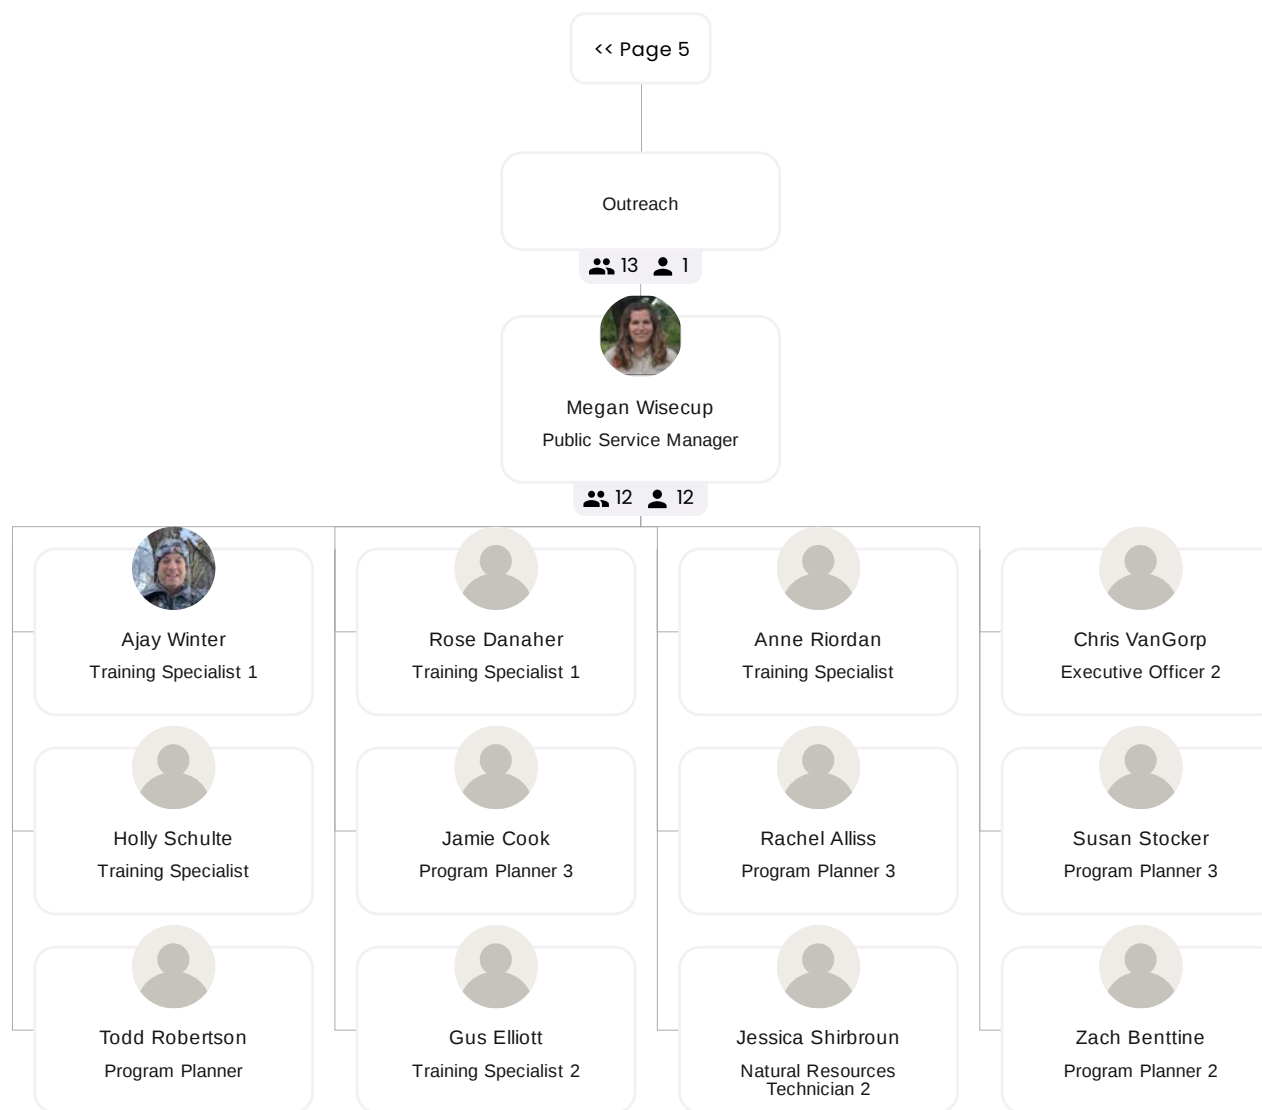 << Page 5
Outreach
13 1
Megan Wisecup
Public Service Manager
12 12
Ajay Winter
Training Specialist 1
Rose Danaher
Training Specialist 1
Anne Riordan
Training Specialist
Chris VanGorp
Executive Officer 2
Holly Schulte
Training Specialist
Jamie Cook
Program Planner 3
Rachel Alliss
Program Planner 3
Susan Stocker
Program Planner 3
Todd Robertson
Program Planner
Gus Elliott
Training Specialist 2
Jessica Shirbroun
Natural Resources
Technician 2
Zach Benttine
Program Planner 2